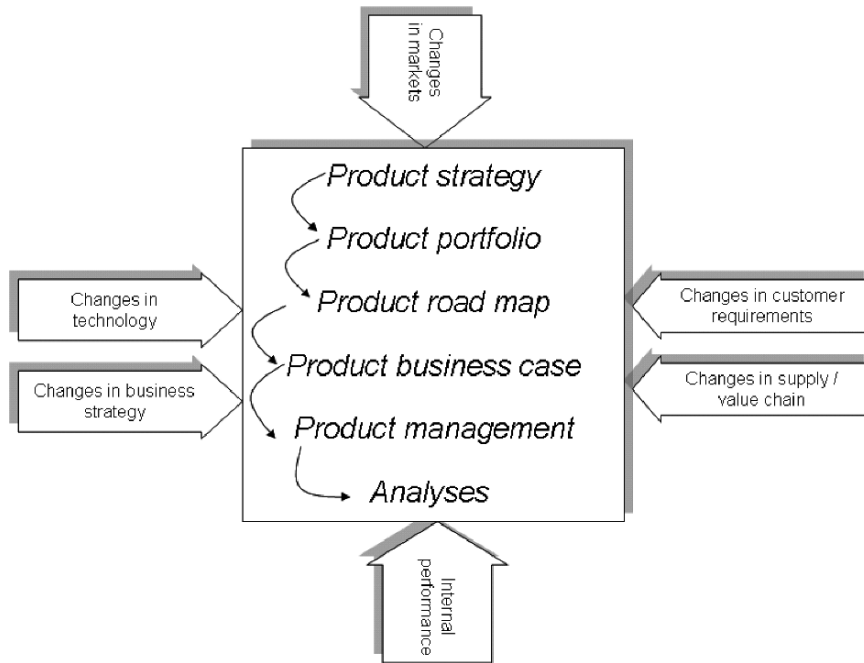 Changes
in markets
Product strategy
Product portfolio
Product road map
Product business case
Product management
Analyses
Changes in
technology
Changes in business
strategy
Changes in customer
requirements
Changes in supply /
value chain
Internal
performance